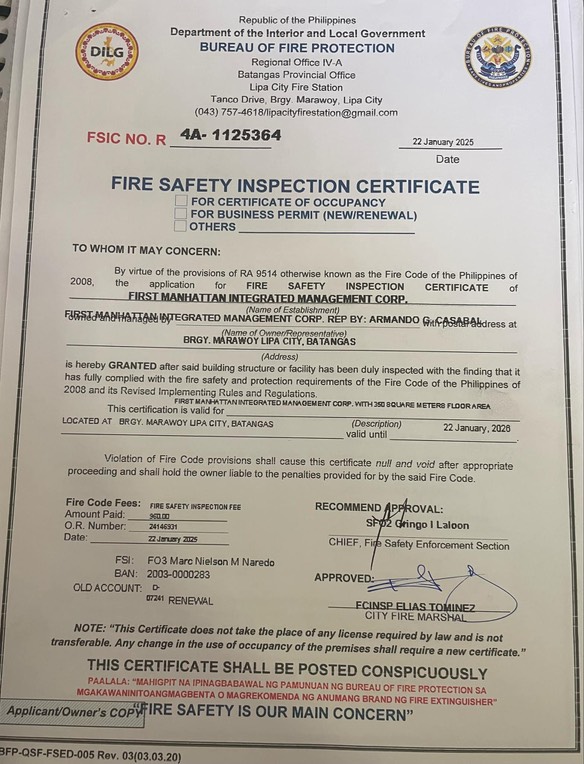 Republic of the Philippines
Department of the Interior and Local Government
BUREAU OF FIRE PROTECTION
Regional Office IV-A
Batangas Provincial Office
Lipa City Fire Station
Tanco Drive, Brgy. Marawoy, Lipa City
(043) 757-4618/lipacityfirestation@gmail.com
DILG
BUREAU OF FIRE PROTECTION
FSIC NO. R 4A- 1125364
22 January 2025
Date
FIRE SAFETY INSPECTION CERTIFICATE
FOR CERTIFICATE OF OCCUPANCY
FOR BUSINESS PERMIT (NEW/RENEWAL)
OTHERS
TO WHOM IT MAY CONCERN:
By virtue of the provisions of RA 9514 otherwise known as the Fire Code of the Philippines of
2008, the application for FIRE SAFETY INSPECTION CERTIFICATE of
FIRST MANHATTAN INTEGRATED MANAGEMENT CORP.
(Name of Establishment)
owned and managed by FIRST MANHATTAN INTEGRATED MANAGEMENT CORP. REP BY: ARMANDO G. CASABAL with postal address at
(Name of Owner/Representative)
BRGY. MARAWOY LIPA CITY, BATANGAS
(Address)
is hereby GRANTED after said building structure or facility has been duly inspected with the finding that it
has fully complied with the fire safety and protection requirements of the Fire Code of the Philippines of
2008 and its Revised Implementing Rules and Regulations.
FIRST MANHATTAN INTEGRATED MANAGEMENT CORP. WITH 350 SQUARE METERS FLOOR AREA
This certification is valid for
(Description)
LOCATED AT BRGY. MARAWOY LIPA CITY, BATANGAS valid until 22 January, 2026
Violation of Fire Code provisions shall cause this certificate null and void after appropriate
proceeding and shall hold the owner liable to the penalties provided for by the said Fire Code.
Fire Code Fees: FIRE SAFETY INSPECTION FEE
Amount Paid: 960.00
O.R. Number: 24146931
Date: 22 January 2025
RECOMMEND APPROVAL:
SFO2 Gringo I Laloon
CHIEF, Fire Safety Enforcement Section
FSI: FO3 Marc Nielson M Naredo
BAN: 2003-0000283
OLD ACCOUNT: D-
07241 RENEWAL
APPROVED:
FCINSP ELIAS TOMINEZ
CITY FIRE MARSHAL
NOTE: "This Certificate does not take the place of any license required by law and is not
transferable. Any change in the use of occupancy of the premises shall require a new certificate."
THIS CERTIFICATE SHALL BE POSTED CONSPICUOUSLY
PAALALA: "MAHIGPIT NA IPINAGBABAWAL NG PAMUNUAN NG BUREAU OF FIRE PROTECTION SA
MGAKAWANINITOANGMAGBENTA O MAGREKOMENDA NG ANUMANG BRAND NG FIRE EXTINGUISHER"
Applicant/Owner's COPY
"FIRE SAFETY IS OUR MAIN CONCERN"
BFP-QSF-FSED-005 Rev. 03(03.03.20)